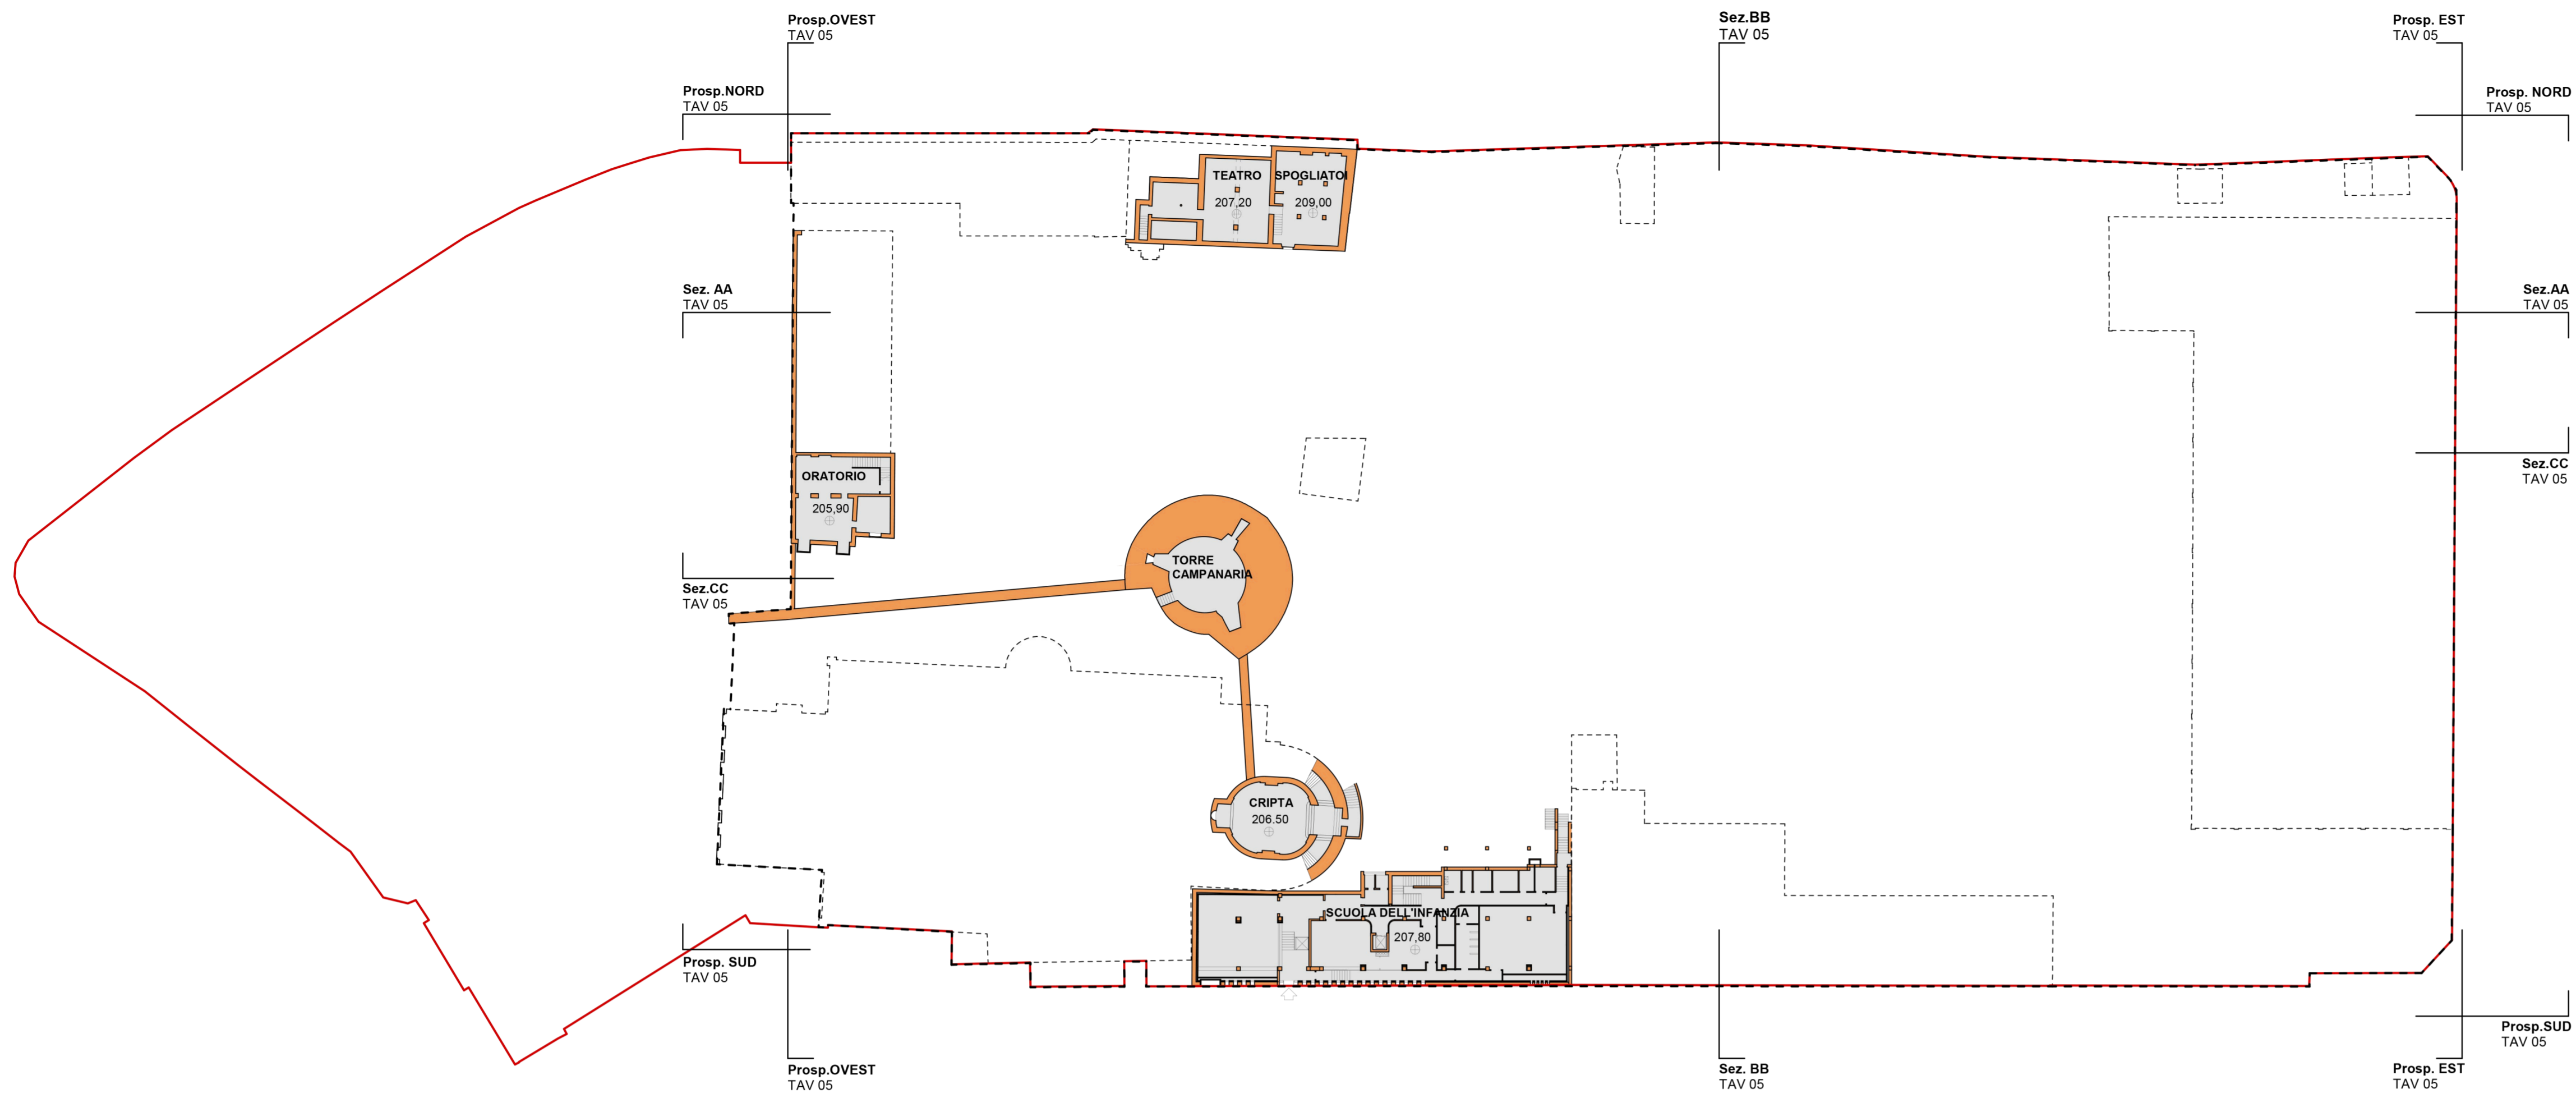 Prosp.OVEST
TAV 05
Sez.BB
TAV 05
Prosp. EST
TAV 05
Prosp.NORD
TAV 05
Prosp. NORD
TAV 05
TEATRO
207,20
SPOGLIATOI
209,00
Sez. AA
TAV 05
Sez.AA
TAV 05
ORATORIO
205,90
Sez.CC
TAV 05
TORRE
CAMPANARIA
Sez.CC
TAV 05
CRIPTA
206.50
SCUOLA DELL'INFANZIA
207,80
Prosp. SUD
TAV 05
Prosp.SUD
TAV 05
Prosp.OVEST
TAV 05
Sez. BB
TAV 05
Prosp. EST
TAV 05